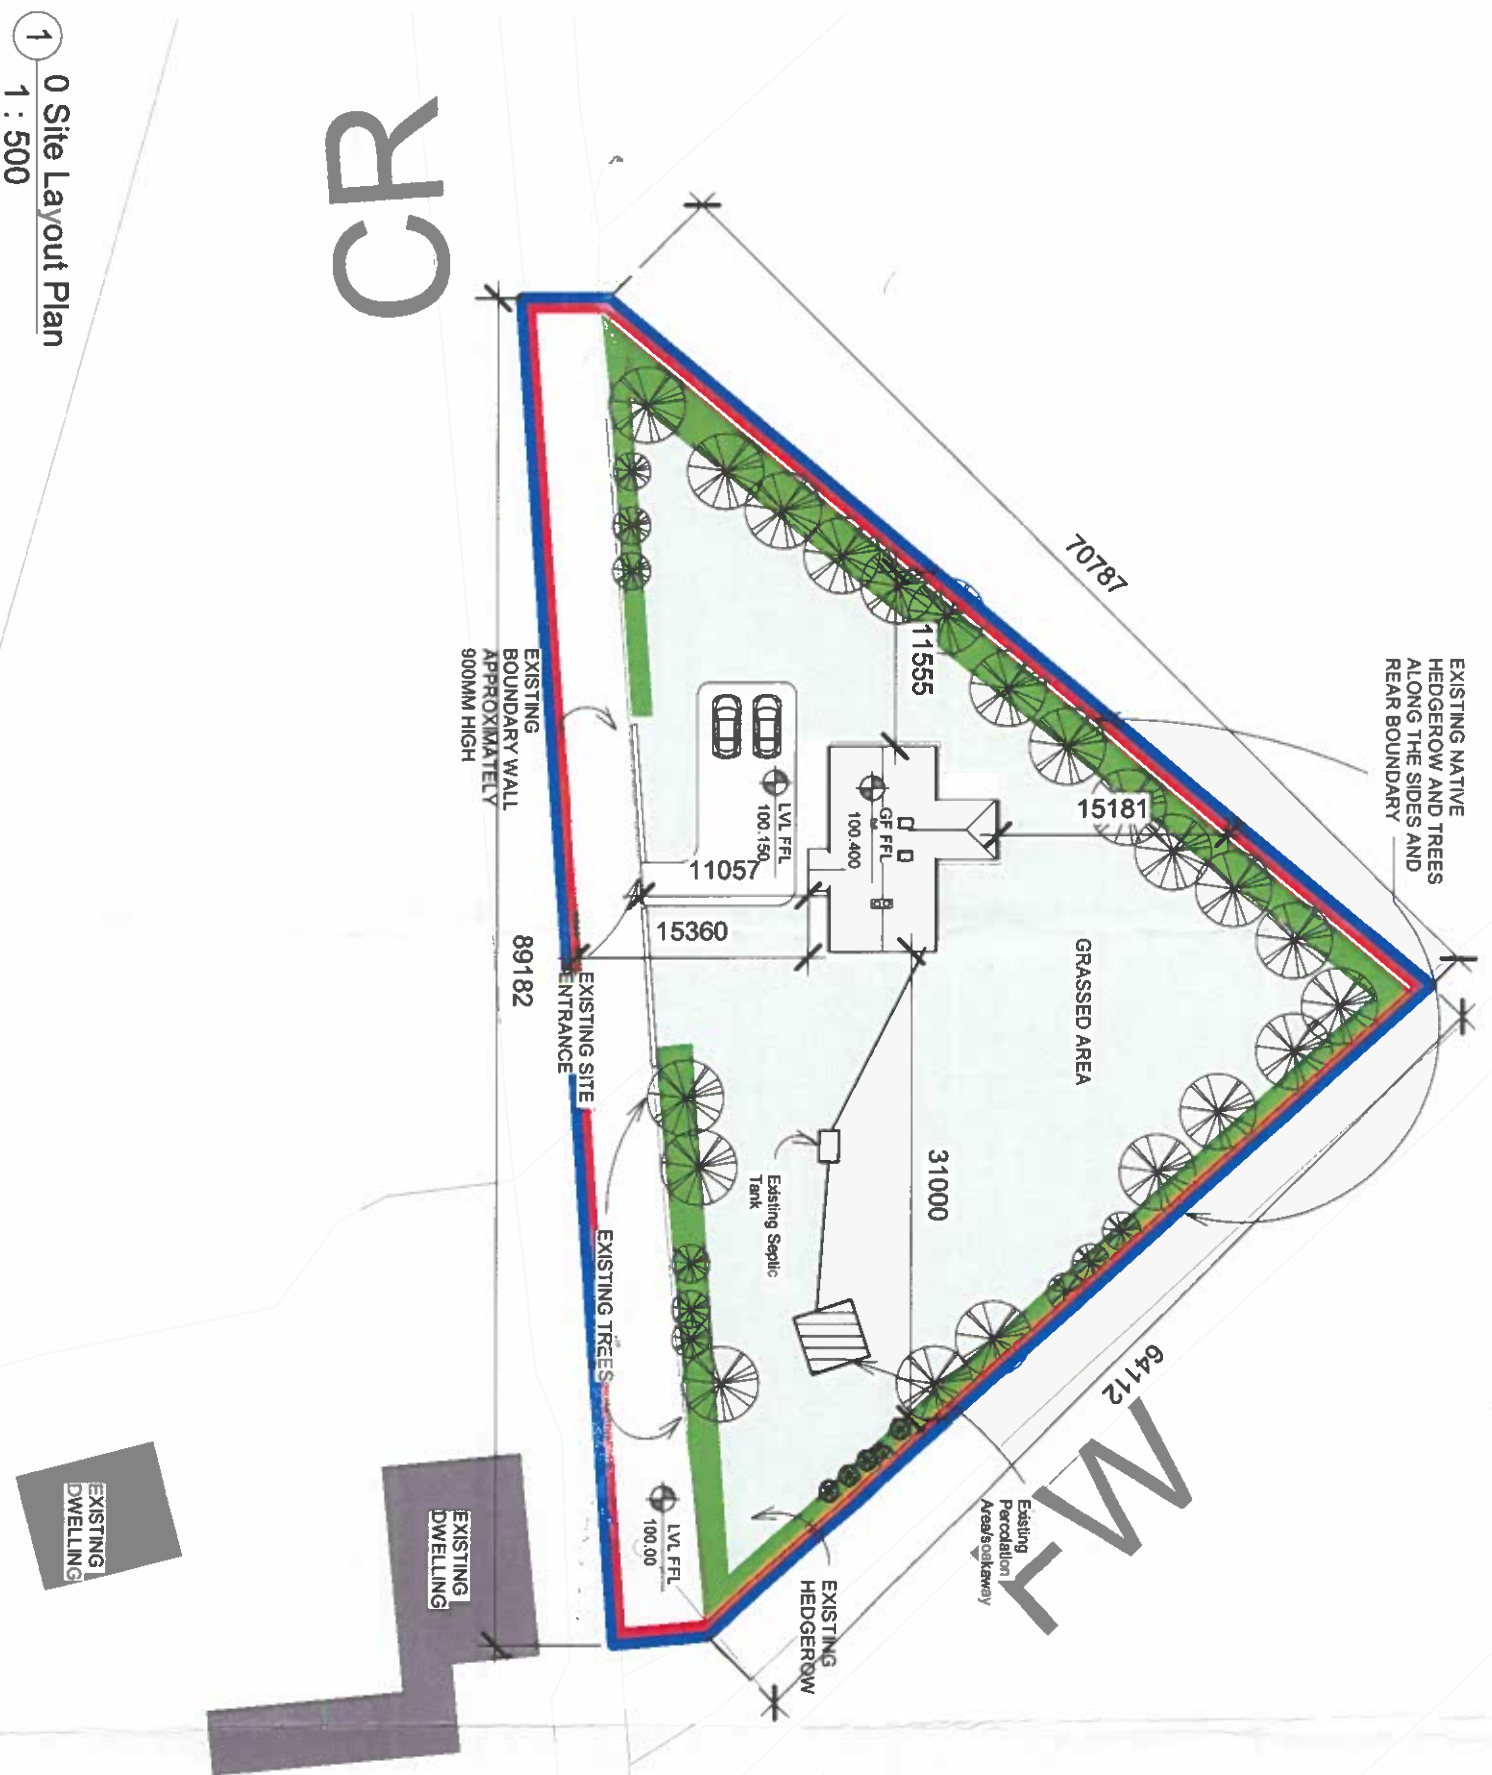 1
0 Site Layout Plan
1 : 500
CR
LW
EXISTING NATIVE
HEDGEROW AND TREES
ALONG THE SIDES AND
REAR BOUNDARY
70787
11555
15181
GRASSED AREA
GF FFL
100.400
LVL FFL
100.150
11057
15360
31000
Existing Septic
Tank
64112
Existing
Percolation
Area/soakaway
EXISTING
BOUNDARY WALL
APPROXIMATELY
900MM HIGH
89182
EXISTING SITE
ENTRANCE
EXISTING TREES
LVL FFL
100.00
EXISTING
HEDGEROW
EXISTING
DWELLING
EXISTING
DWELLING